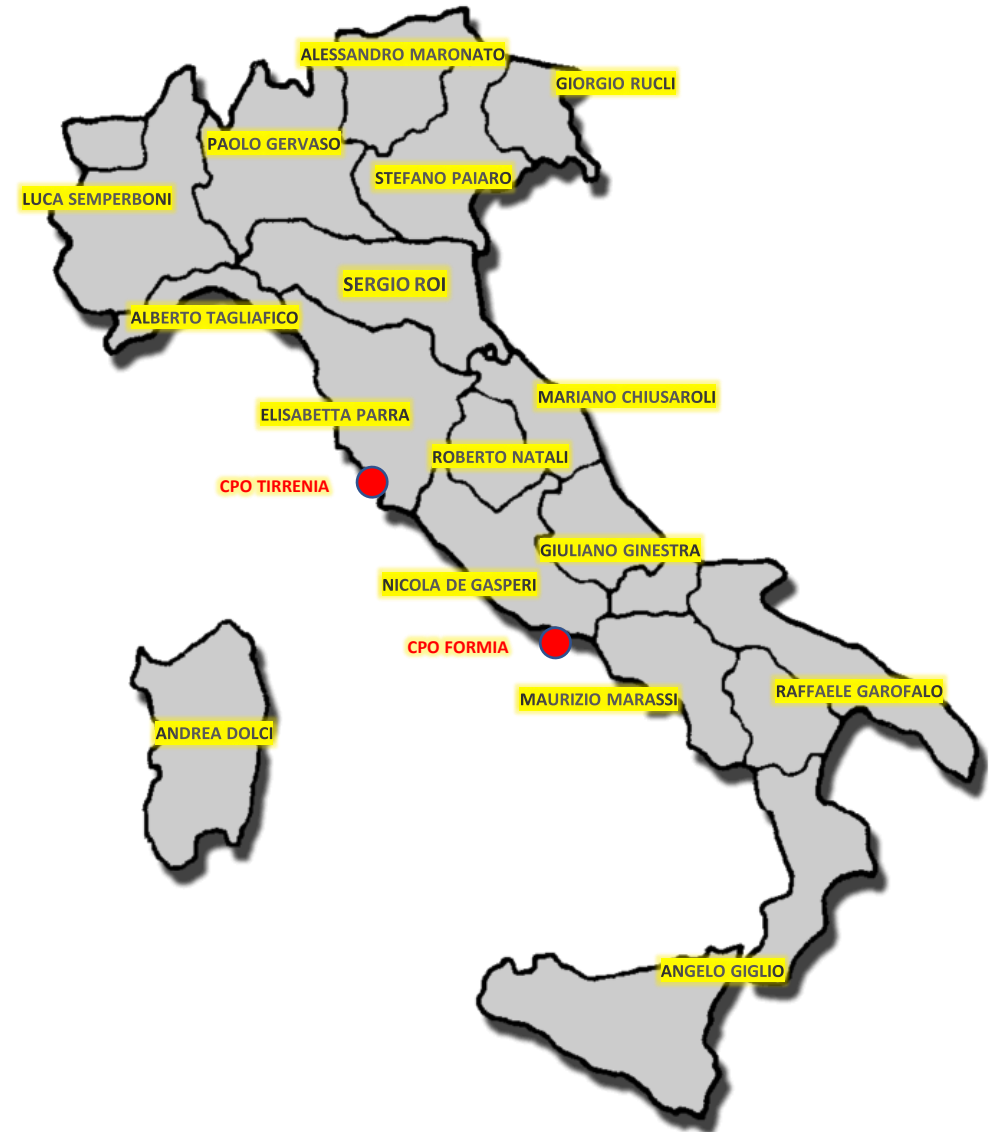 ALESSANDRO MARONATO
GIORGIO RUCLI
PAOLO GERVASO
STEFANO PAIARO
LUCA SEMPERBONI
SERGIO ROI
ALBERTO TAGLIAFICO
MARIANO CHIUSAROLI
ELISABETTA PARRA
ROBERTO NATALI
CPO TIRRENIA
GIULIANO GINESTRA
NICOLA DE GASPERI
CPO FORMIA
RAFFAELE GAROFALO
MAURIZIO MARASSI
ANDREA DOLCI
ANGELO GIGLIO